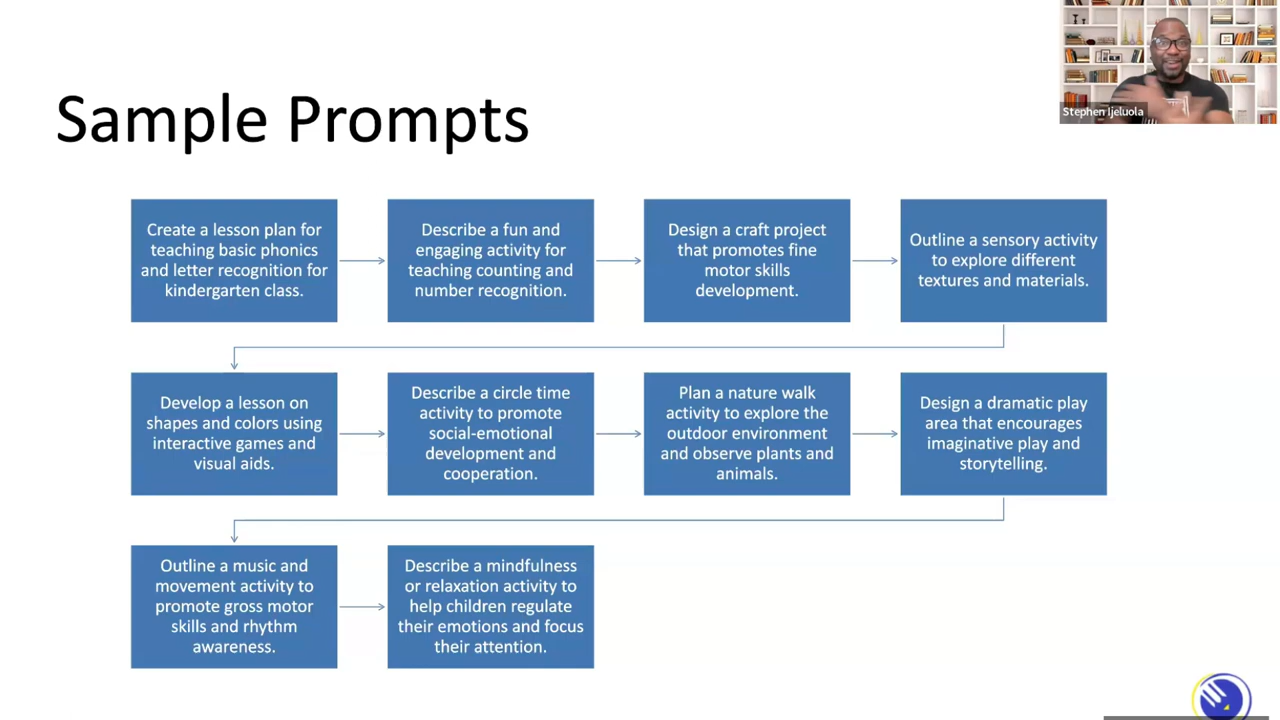 Stephen Ijeluola
Sample Prompts
Create a lesson plan for
teaching basic phonics
and letter recognition for
kindergarten class.
Describe a fun and
engaging activity for
teaching counting and
number recognition.
Design a craft project
that promotes fine
motor skills
development.
Outline a sensory activity
to explore different
textures and materials.
Develop a lesson on
shapes and colors using
interactive games and
visual aids.
Describe a circle time
activity to promote
social-emotional
development and
cooperation.
Plan a nature walk
activity to explore the
outdoor environment
and observe plants and
animals.
Design a dramatic play
area that encourages
imaginative play and
storytelling.
Outline a music and
movement activity to
promote gross motor
skills and rhythm
awareness.
Describe a mindfulness
or relaxation activity to
help children regulate
their emotions and focus
their attention.